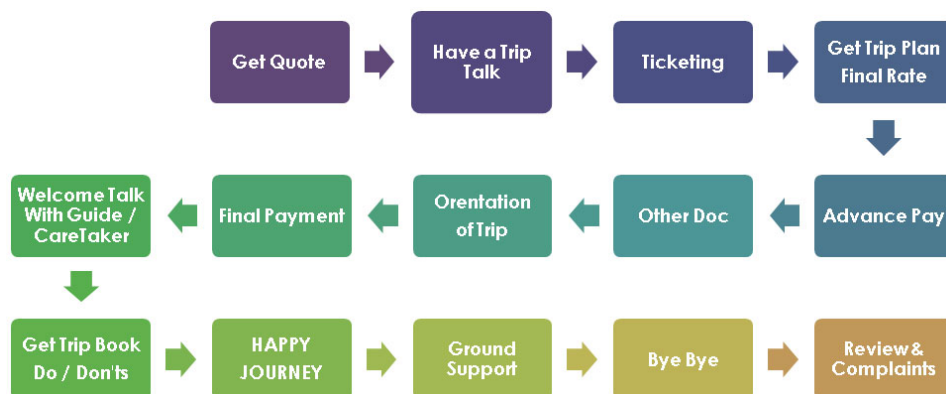 Get Quote
Have a Trip
Talk
Ticketing
Get Trip Plan
Final Rate
Advance Pay
Other Doc
Orentation
of Trip
Final Payment
Welcome Talk
With Guide /
CareTaker
Get Trip Book
Do / Don'ts
HAPPY
JOURNEY
Ground
Support
Bye Bye
Review &
Complaints